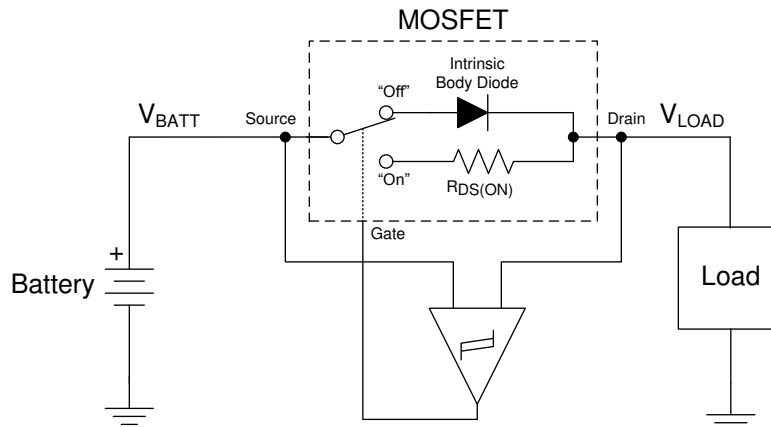 MOSFET
Intrinsic
Body Diode
“Off”
VBATT
Source
Drain
VLOAD
“On”
RDS(ON)
Gate
+
Battery
Load